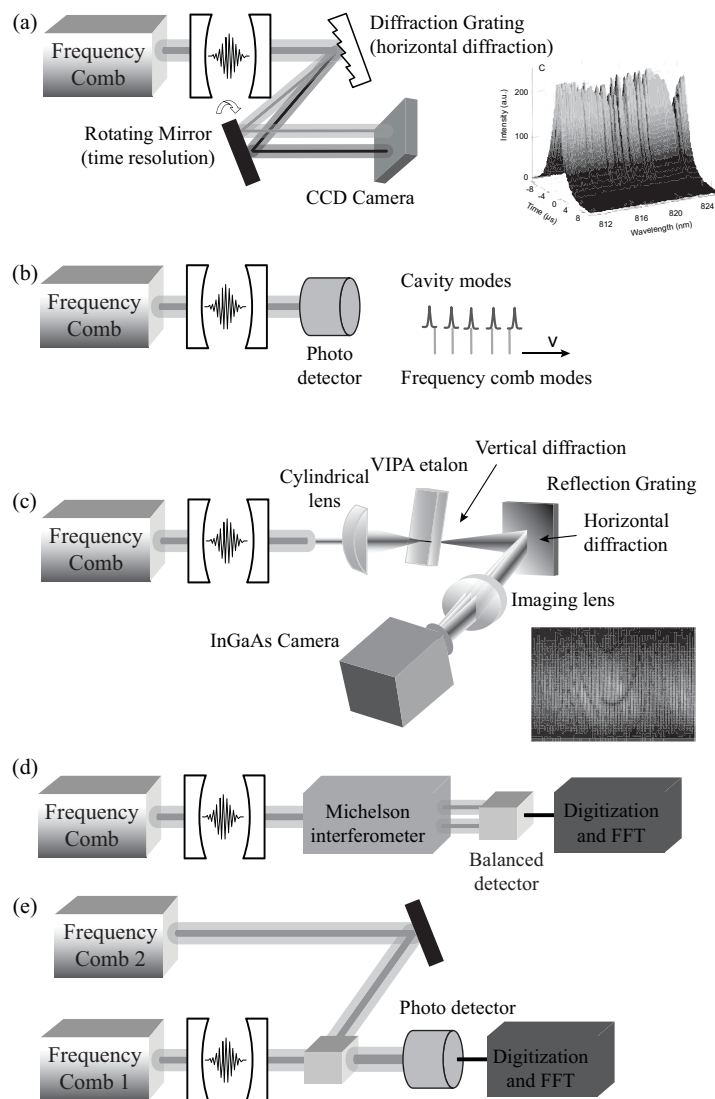 (a)
Frequency
Comb
Diffraction Grating
(horizontal diffraction)
Rotating Mirror
(time resolution)
CCD Camera
C
Intensity (a.u.)
200
100
0
-8
-4
0
4
8
Time (μs)
812
816
820
824
Wavelength (nm)
(b)
Frequency
Comb
Photo
detector
Cavity modes
ν
Frequency comb modes
(c)
Frequency
Comb
Cylindrical
lens
VIPA etalon
Vertical diffraction
Reflection Grating
Horizontal
diffraction
Imaging lens
InGaAs Camera
(d)
Frequency
Comb
Michelson
interferometer
Balanced
detector
Digitization
and FFT
(e)
Frequency
Comb 2
Frequency
Comb 1
Photo detector
Digitization
and FFT